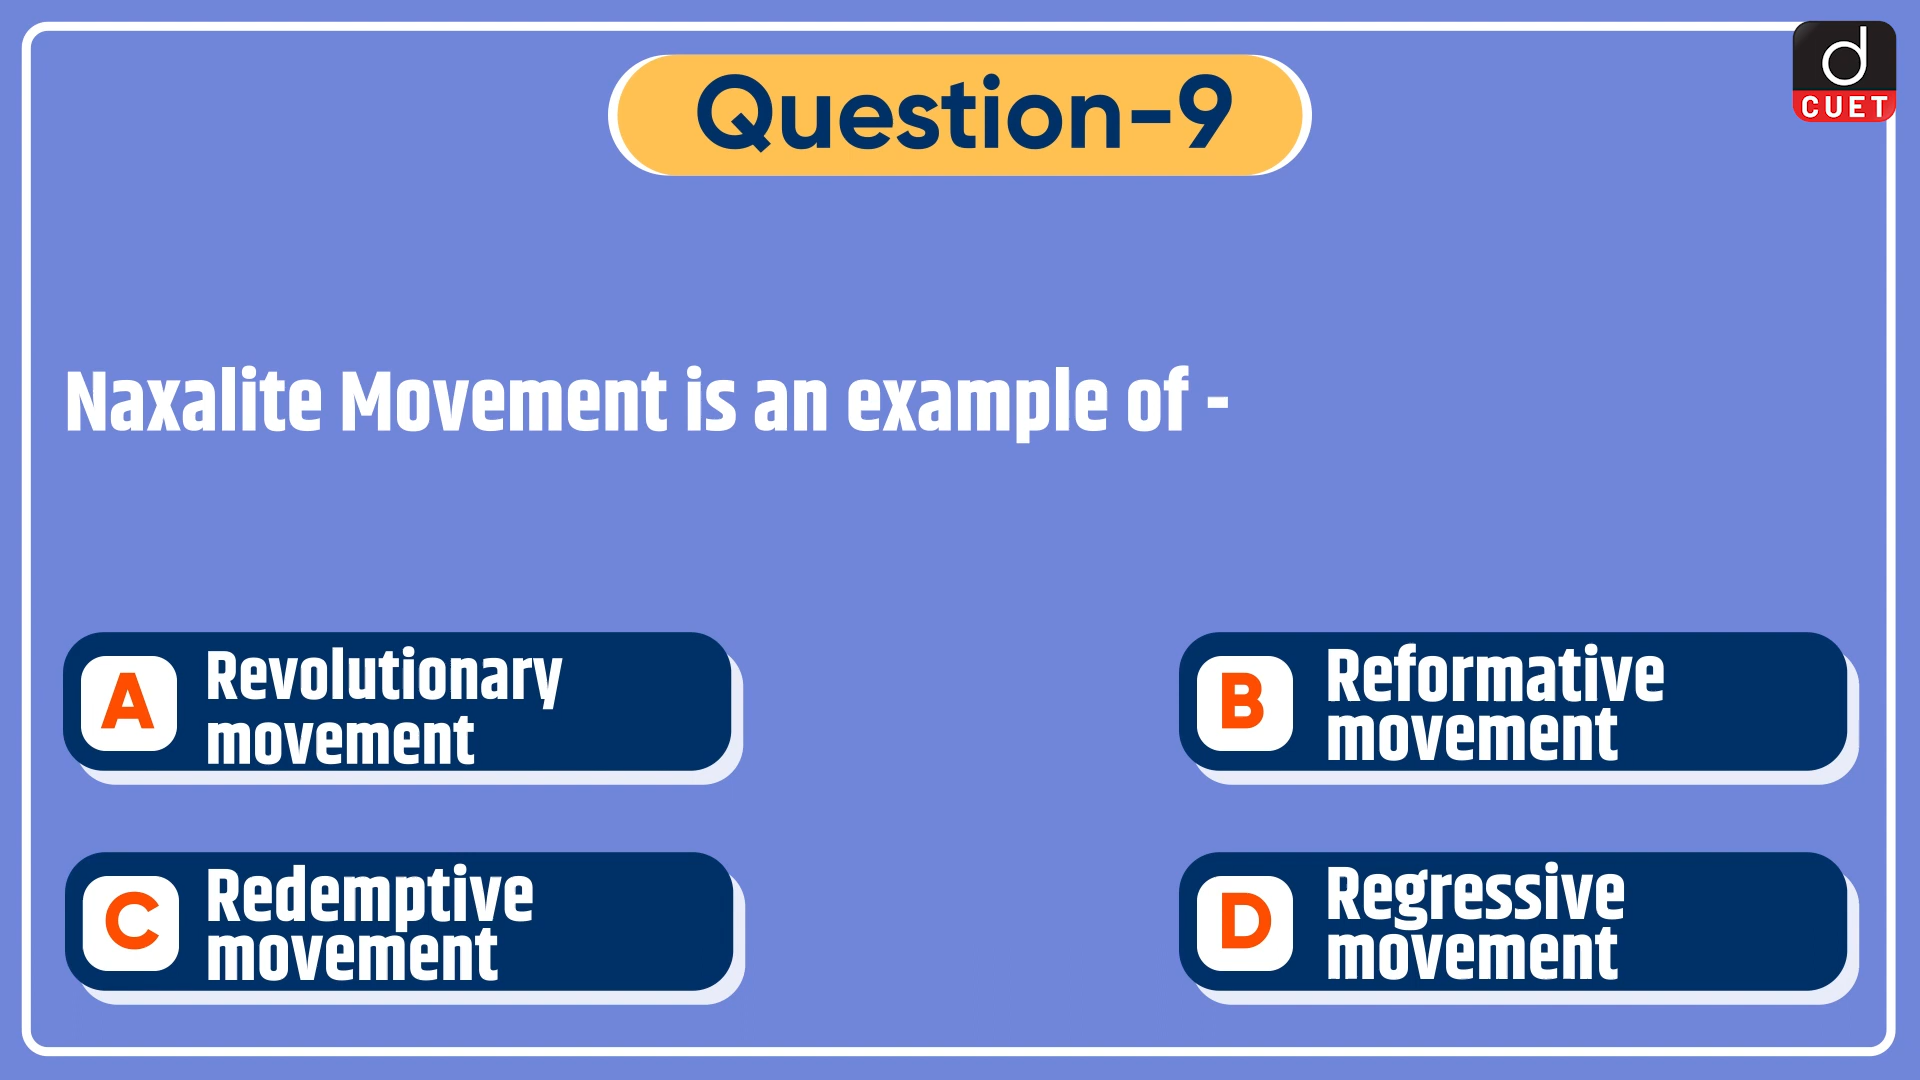 d
CUET
Question-9
Naxalite Movement is an example of -
A
Revolutionary
movement
B
Reformative
movement
C
Redemptive
movement
D
Regressive
movement